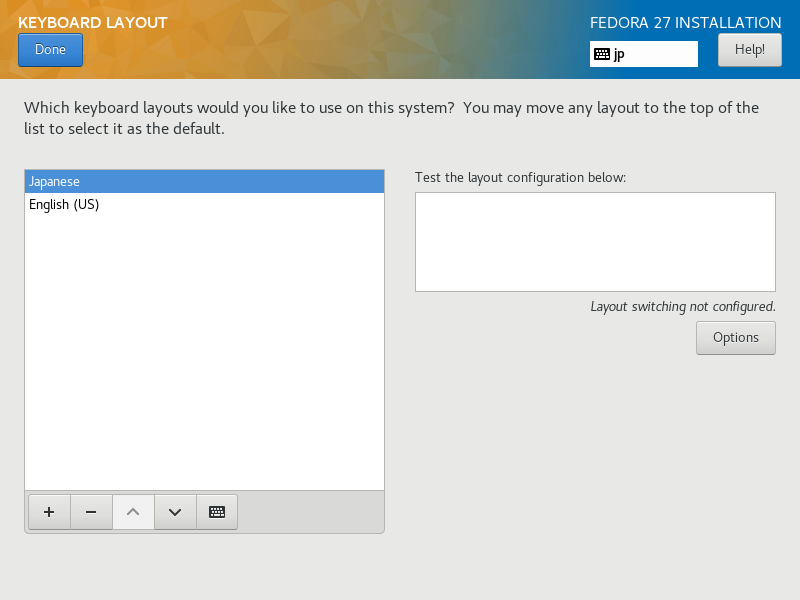 KEYBOARD LAYOUT
Done
FEDORA 27 INSTALLATION
jp
Help!
Which keyboard layouts would you like to use on this system?  You may move any layout to the top of the
list to select it as the default.
Japanese
English (US)
Test the layout configuration below:
Layout switching not configured.
Options